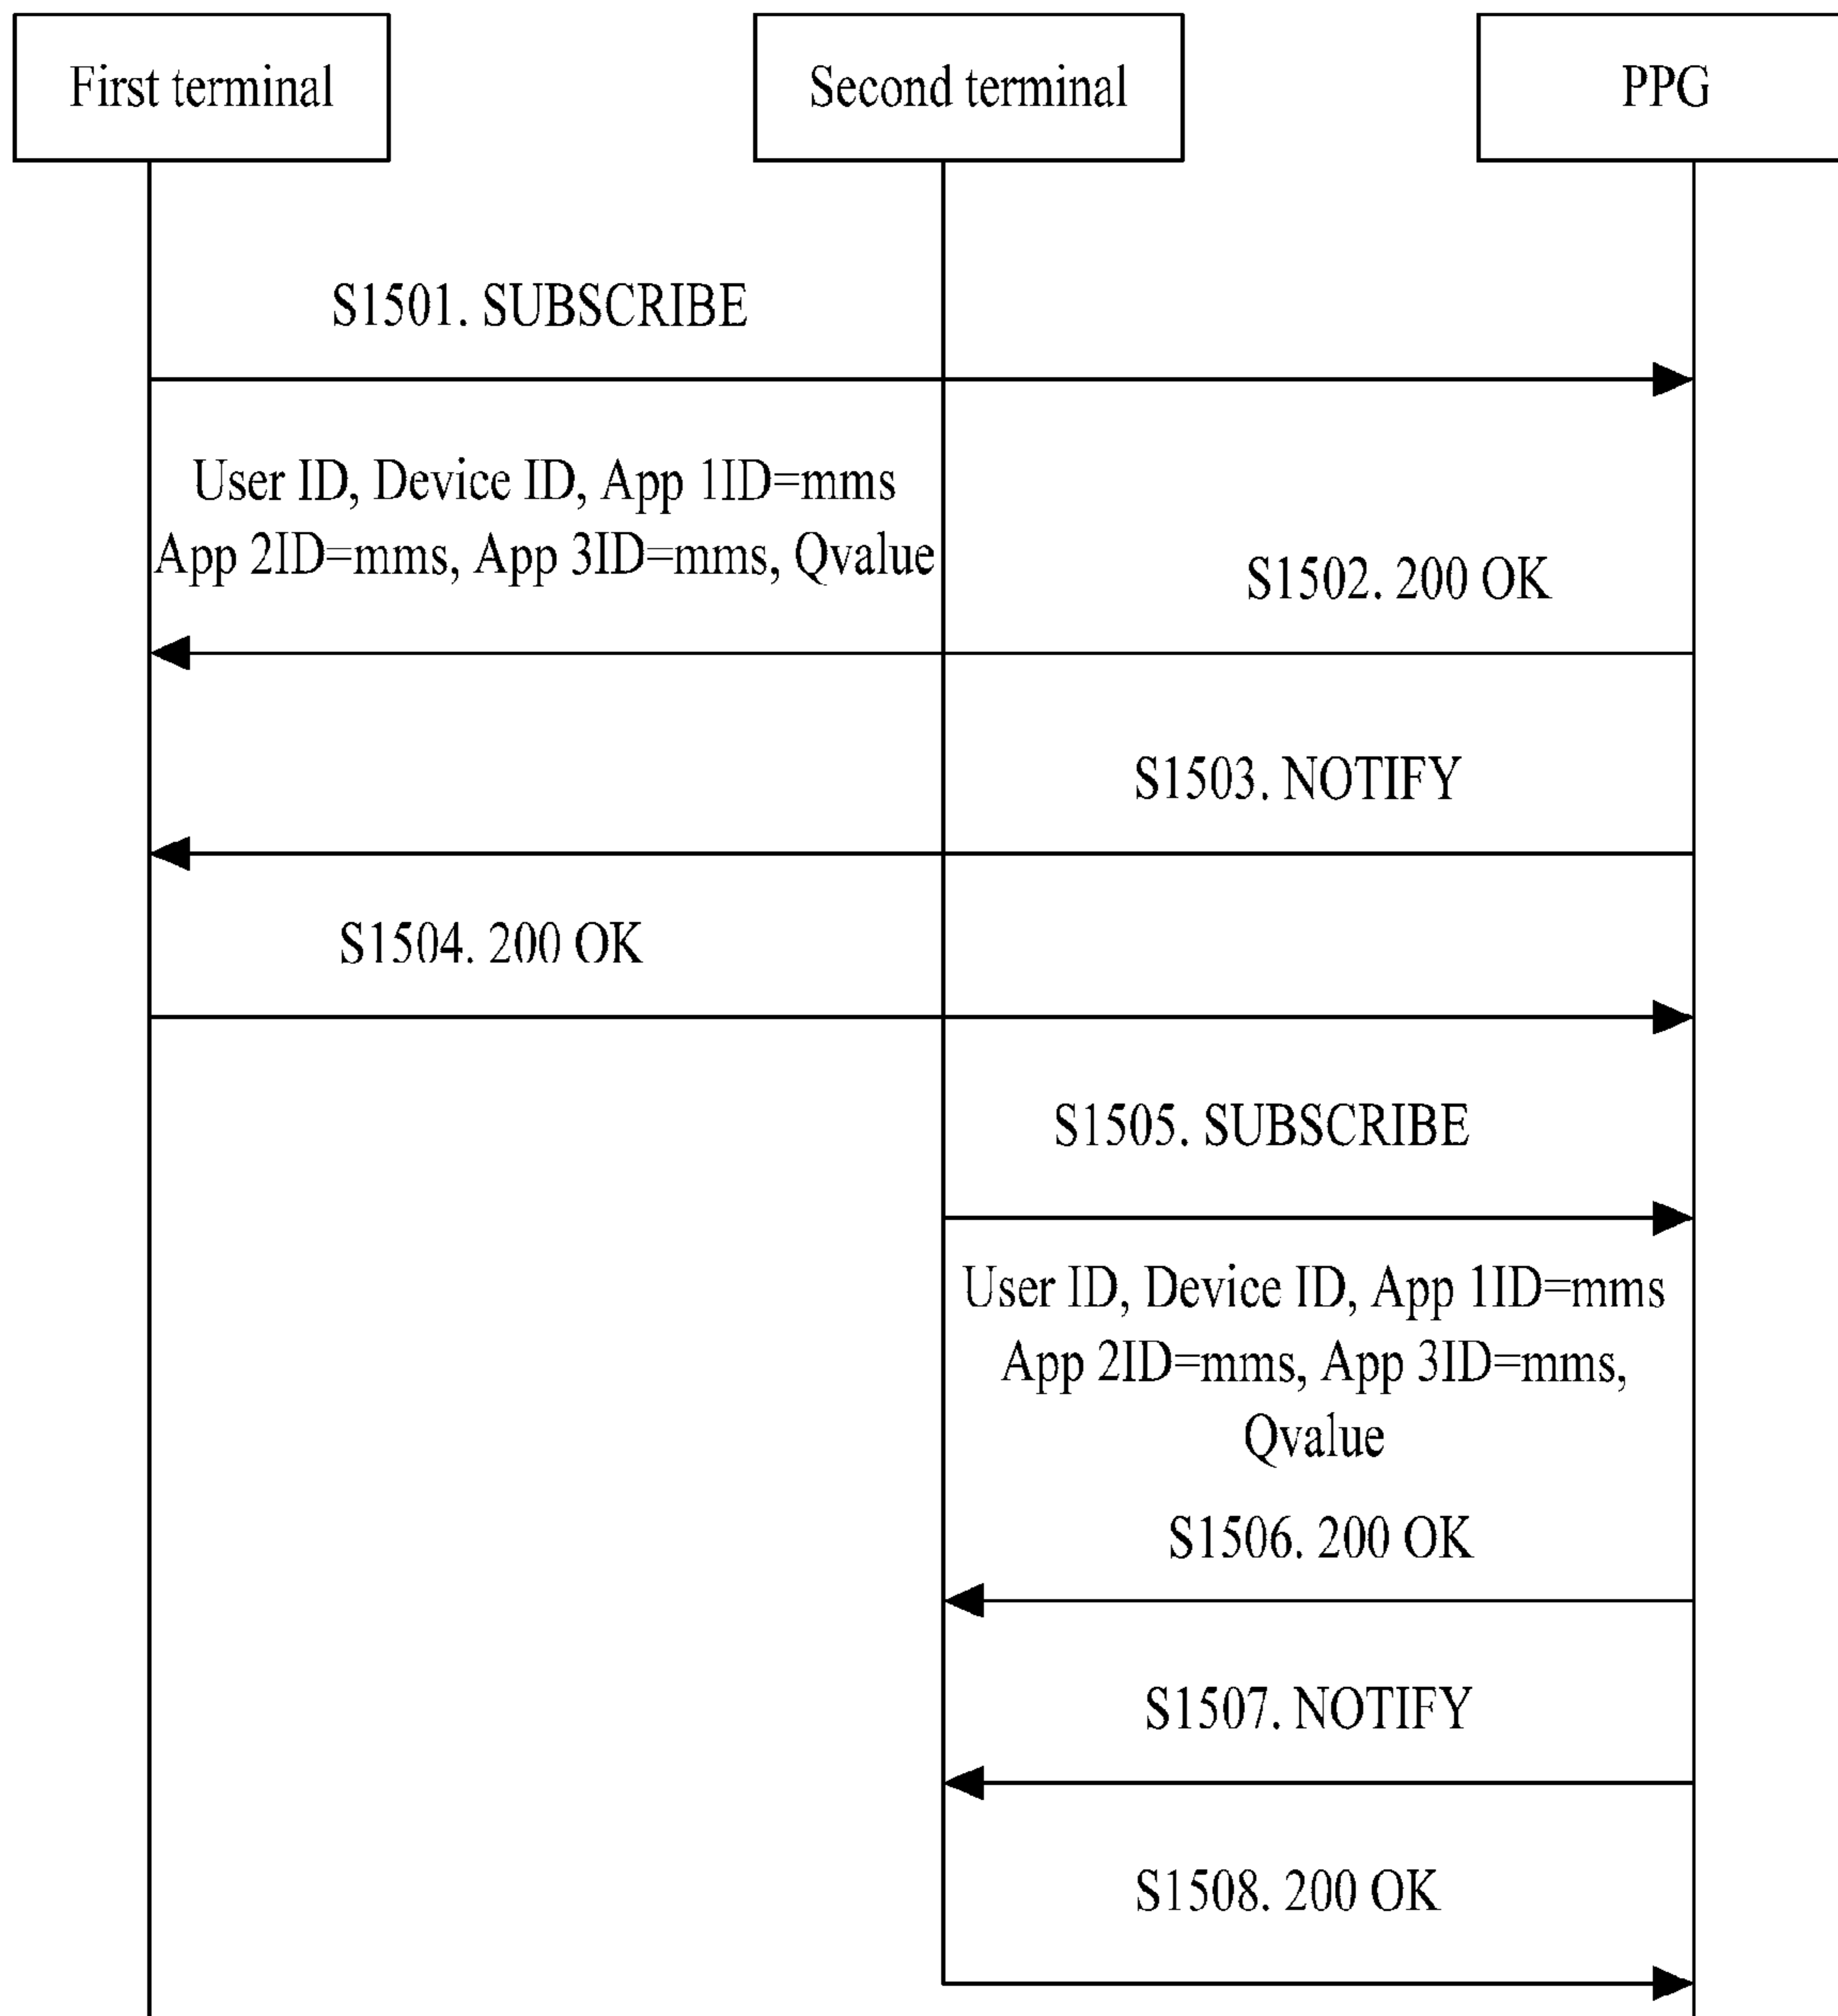 First terminal
Second terminal
PPG
S1501. SUBSCRIBE
User ID, Device ID, App 1ID=mms
App 2ID=mms, App 3ID=mms, Qvalue
S1502. 200 OK
S1503. NOTIFY
S1504. 200 OK
S1505. SUBSCRIBE
User ID, Device ID, App 1ID=mms
App 2ID=mms, App 3ID=mms,
Qvalue
S1506. 200 OK
S1507. NOTIFY
S1508. 200 OK